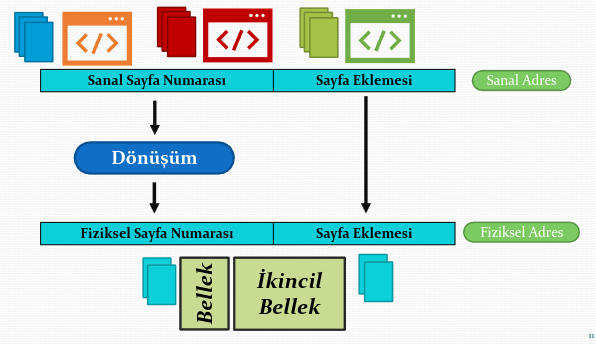 </>
</>
</>
Sanal Sayfa Numarası Sayfa Eklemesi Sanal Adres
Dönüşüm
Fiziksel Sayfa Numarası Sayfa Eklemesi Fiziksel Adres
Bellek
İkincil
Bellek
11